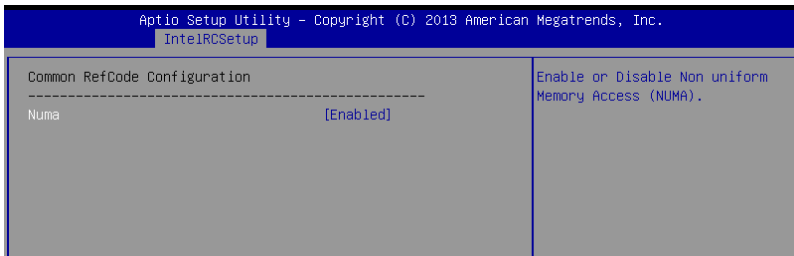 Aptio Setup Utility – Copyright (C) 2013 American Megatrends, Inc.
IntelRCSetup
Common RefCode Configuration
--------------------------------------------------
Numa [Enabled]
Enable or Disable Non uniform
Memory Access (NUMA).